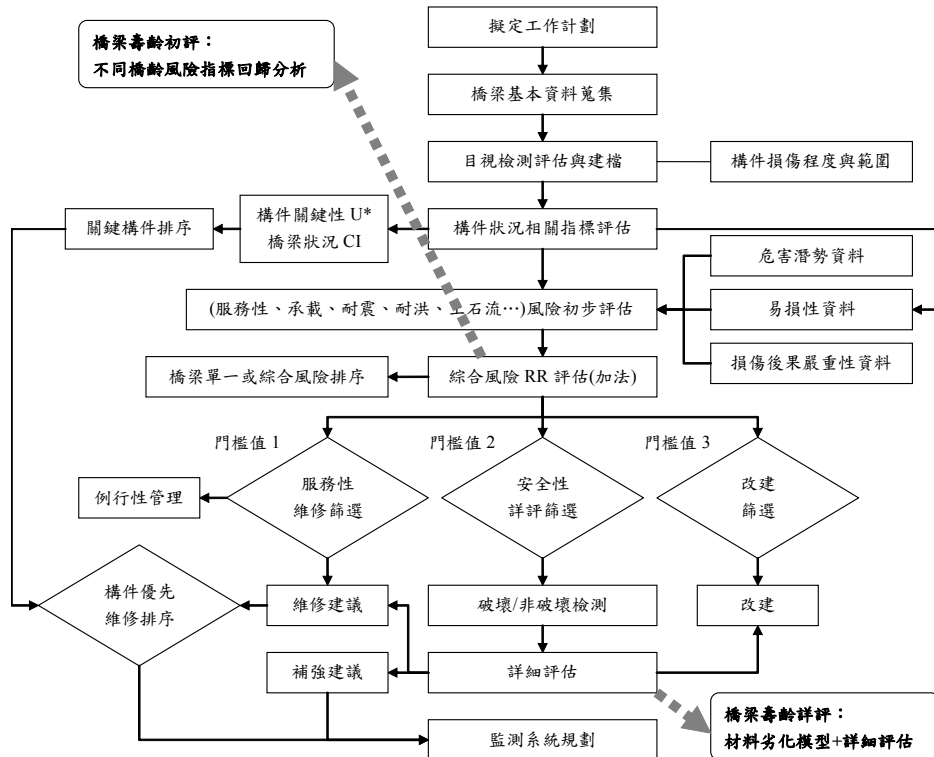 擬定工作計劃
橋梁壽齡初評：
不同橋齡風險指標回歸分析
橋梁基本資料蒐集
目視檢測評估與建檔
構件損傷程度與範圍
關鍵構件排序
構件關鍵性 U*
橋梁狀況 CI
構件狀況相關指標評估
危害潛勢資料
(服務性、承載、耐震、耐洪、土石流…)風險初步評估
易損性資料
損傷後果嚴重性資料
橋梁單一或綜合風險排序
綜合風險 RR 評估(加法)
門檻值 1
門檻值 2
門檻值 3
例行性管理
服務性
維修篩選
安全性
詳評篩選
改建
篩選
構件優先
維修排序
維修建議
破壞/非破壞檢測
改建
補強建議
詳細評估
監測系統規劃
橋梁壽齡詳評：
材料劣化模型+詳細評估